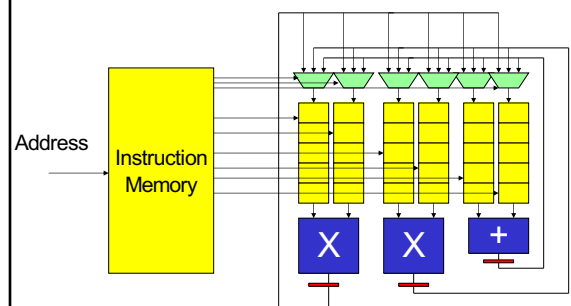 Address
Instruction
Memory
X
X
+